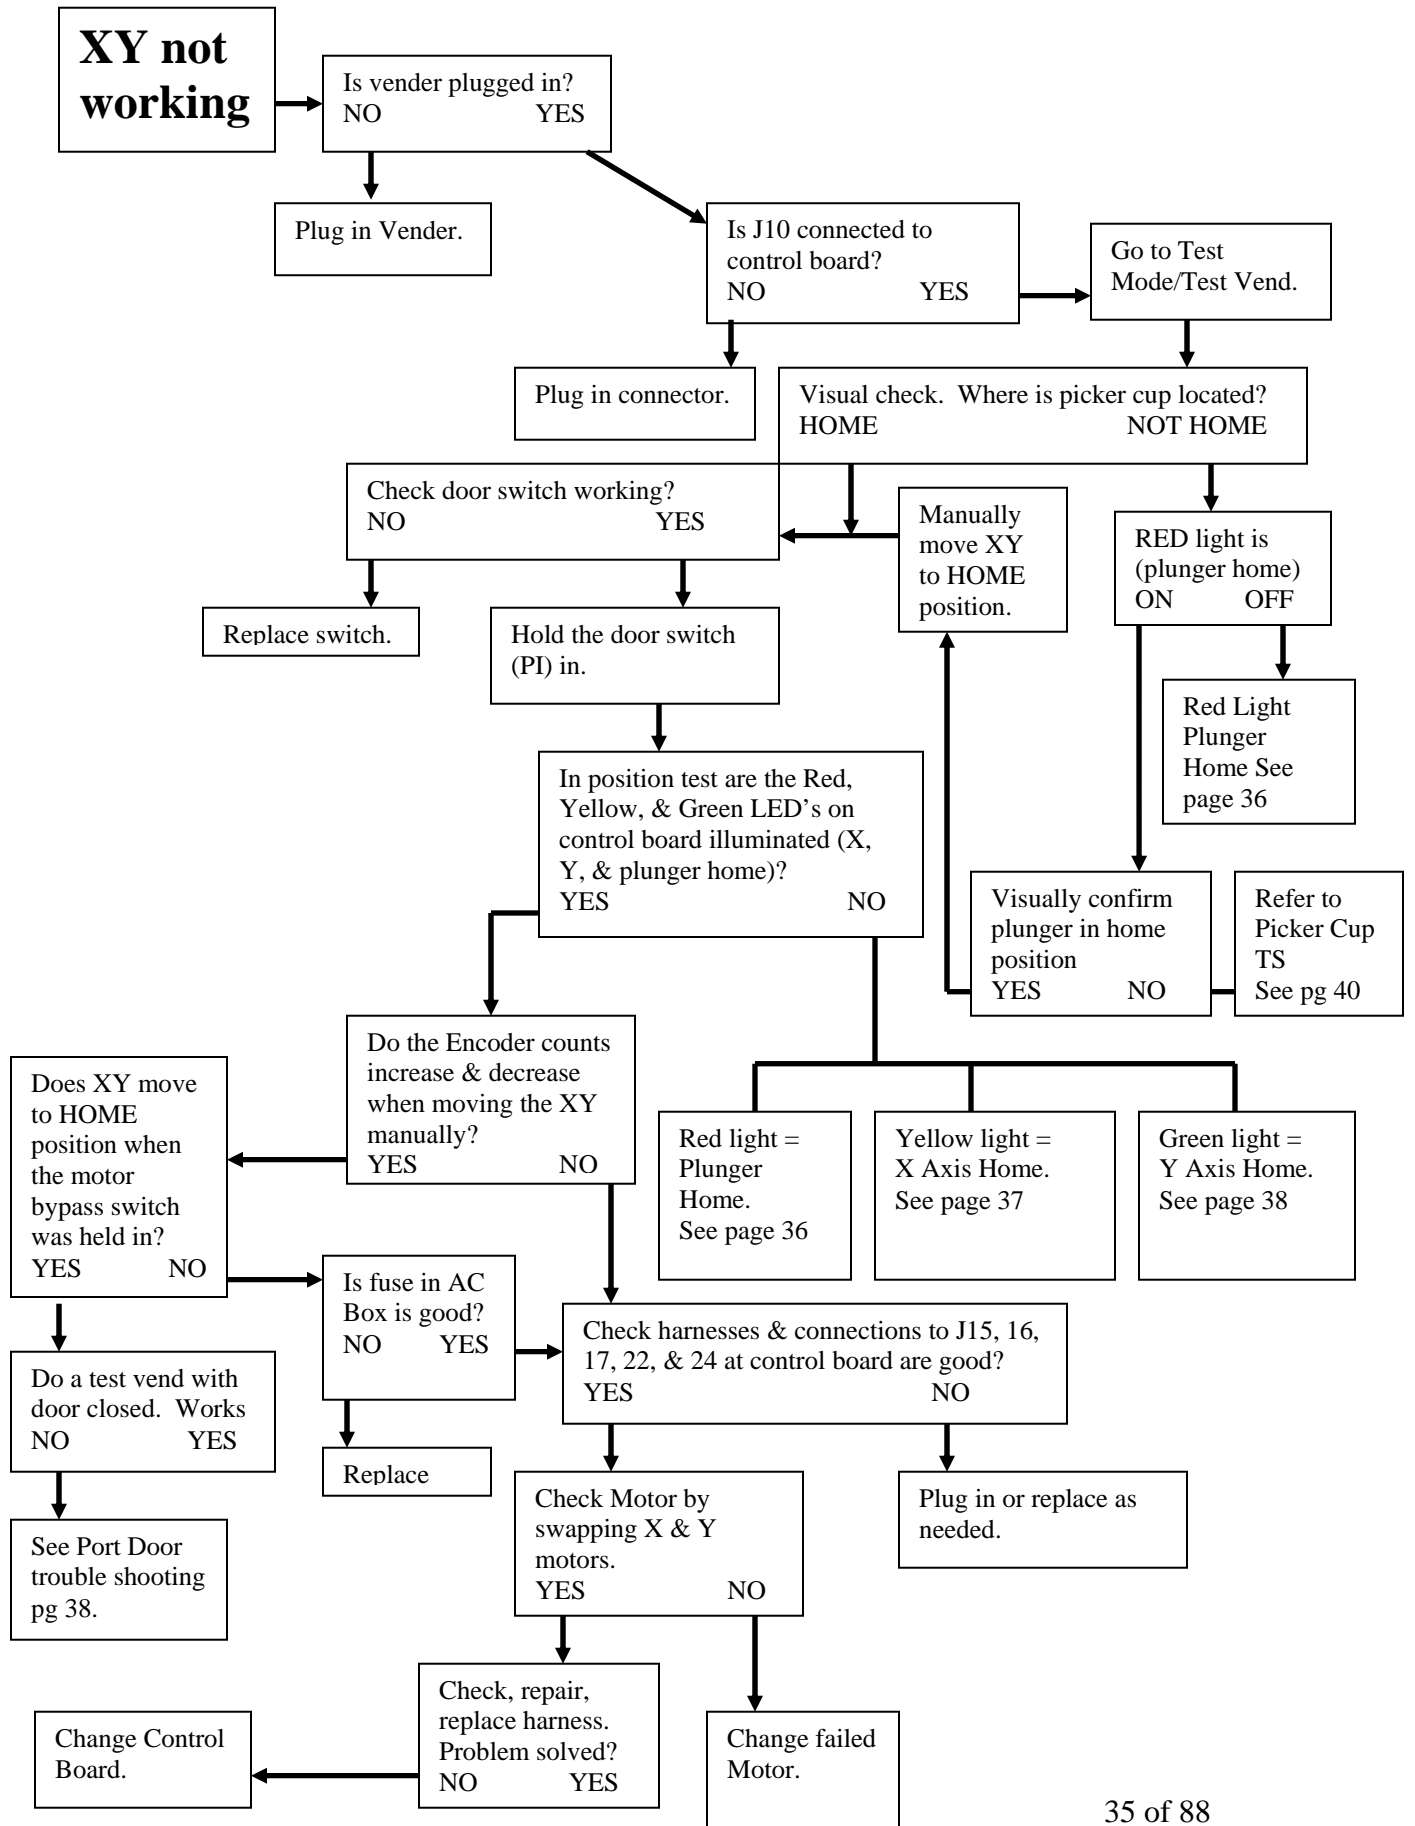 XY not
working
Is vender plugged in?
NO YES
Plug in Vender.
Is J10 connected to
control board?
NO YES
Go to Test
Mode/Test Vend.
Plug in connector.
Visual check. Where is picker cup located?
HOME NOT HOME
Check door switch working?
NO YES
Manually
move XY
to HOME
position.
RED light is
(plunger home)
ON OFF
Replace switch.
Hold the door switch
(PI) in.
Red Light
Plunger
Home See
page 36
In position test are the Red,
Yellow, & Green LED’s on
control board illuminated (X,
Y, & plunger home)?
YES NO
Visually confirm
plunger in home
position
YES NO
Refer to
Picker Cup
TS
See pg 40
Do the Encoder counts
increase & decrease
when moving the XY
manually?
YES NO
Does XY move
to HOME
position when
the motor
bypass switch
was held in?
YES NO
Red light =
Plunger
Home.
See page 36
Yellow light =
X Axis Home.
See page 37
Green light =
Y Axis Home.
See page 38
Is fuse in AC
Box is good?
NO YES
Check harnesses & connections to J15, 16,
17, 22, & 24 at control board are good?
YES NO
Do a test vend with
door closed. Works
NO YES
Replace
Check Motor by
swapping X & Y
motors.
YES NO
Plug in or replace as
needed.
See Port Door
trouble shooting
pg 38.
Check, repair,
replace harness.
Problem solved?
NO YES
Change Control
Board.
Change failed
Motor.
35 of 88